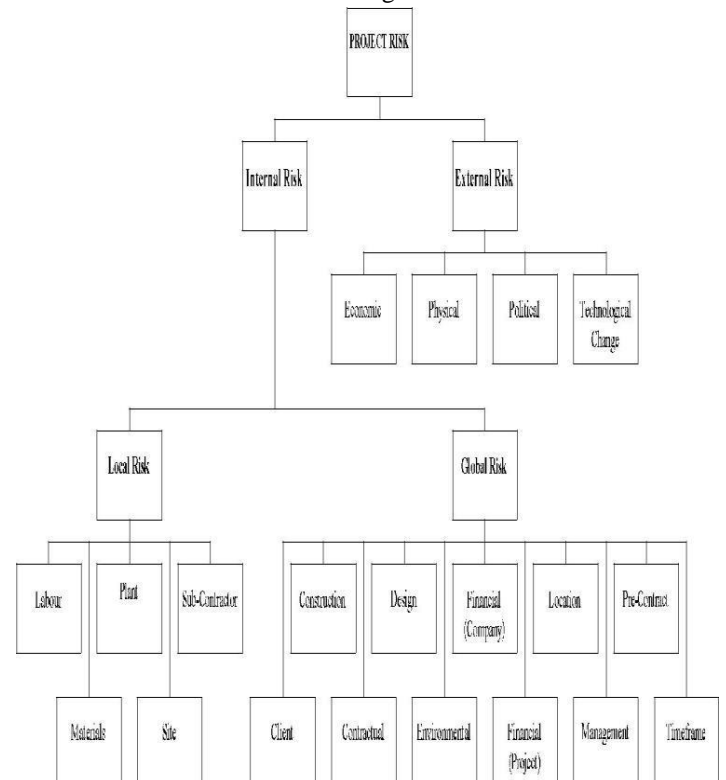 PROJECT RISK
Internal Risk
External Risk
Economic
Physical
Political
Technological
Change
Local Risk
Global Risk
Labour
Plant
Sub-Contractor
Construction
Design
Financial
(Company)
Location
Pre-Contract
Materials
Site
Client
Contractual
Environmental
Financial
(Project)
Management
Timeframe